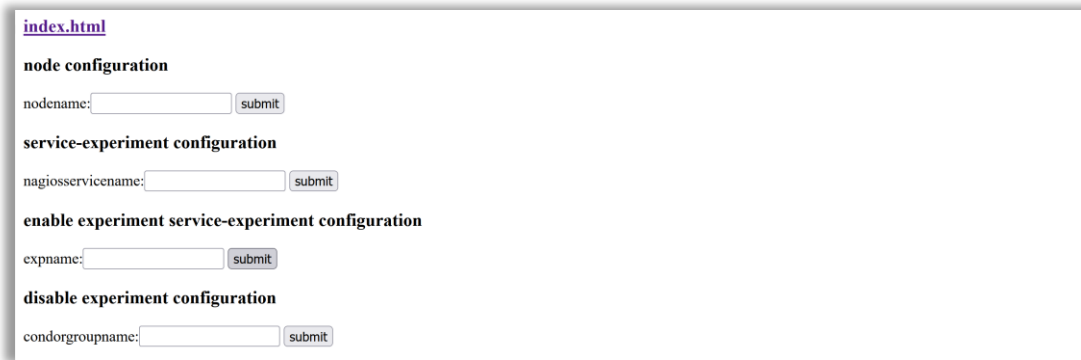 index.html
node configuration
nodename: submit
service-experiment configuration
nagiosservicename: submit
enable experiment service-experiment configuration
expname: submit
disable experiment configuration
condorgroupname: submit